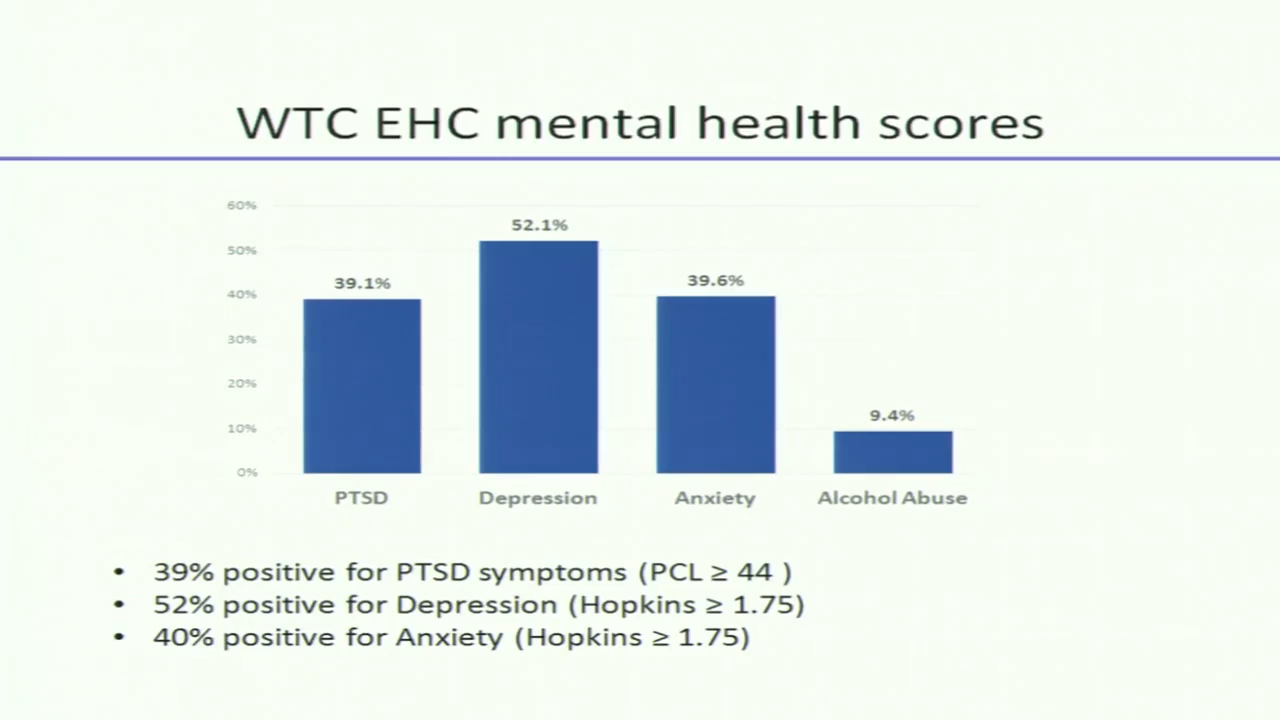 WTC EHC mental health scores
60%
50%
40%
30%
20%
10%
0%
39.1%
52.1%
39.6%
9.4%
PTSD
Depression
Anxiety
Alcohol Abuse
• 39% positive for PTSD symptoms (PCL ≥ 44 )
• 52% positive for Depression (Hopkins ≥ 1.75)
• 40% positive for Anxiety (Hopkins ≥ 1.75)